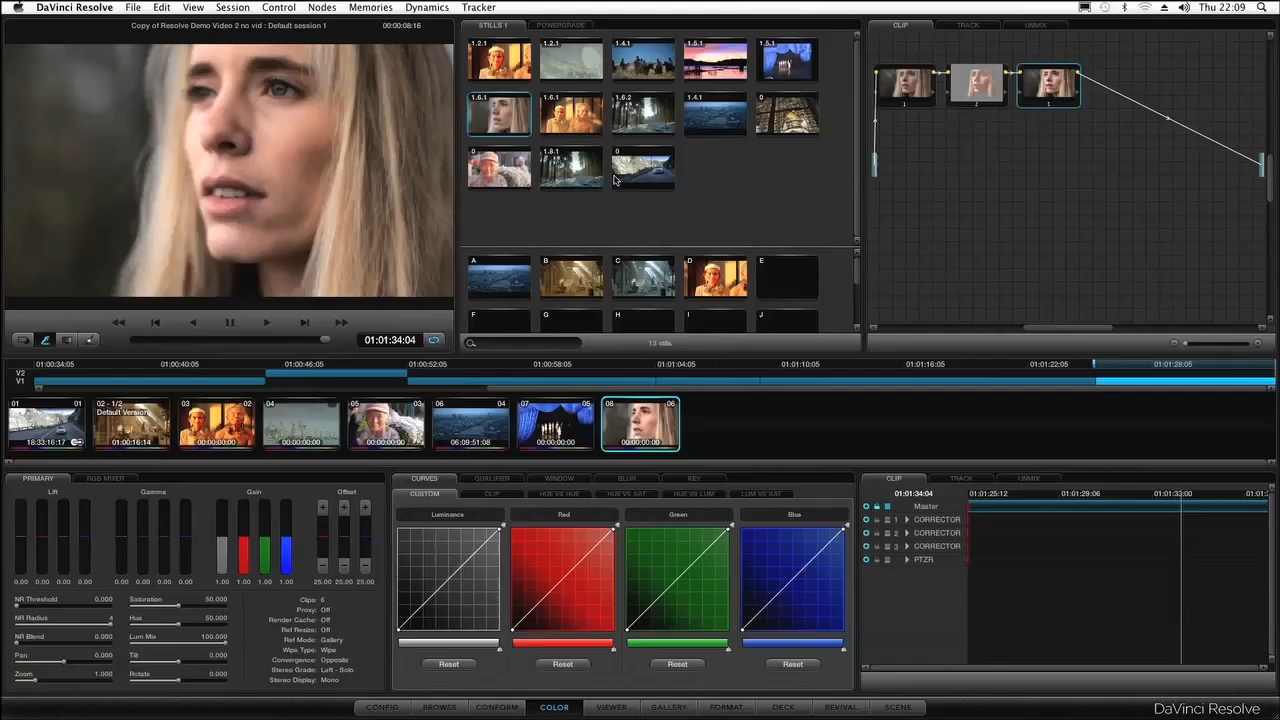 DaVinci Resolve File Edit View Session Control Nodes Memories Dynamics Tracker Thu 22:09
Copy of Resolve Demo Video 2 no vid : Default session 1 00:00:08:16
STILLS 1 POWERGRADE
CLIP TRACK UNMIX
1.2.1 1.2.1 1.4.1 1.5.1 1.5.1
1.6.1 1.6.1 1.6.2 1.4.1 0
0 1.8.1 0
1 2 3
A B C D E
F G H I J
01:01:34:04
13 stills
01:00:34:05 01:00:40:05 01:00:46:05 01:00:52:05 01:00:58:05 01:01:04:05 01:01:10:05 01:01:16:05 01:01:22:05 01:01:28:05
V2
V1
01 01 02 - 1/2 03 02 04 05 03 06 04 07 05 08 06
Default Version
18:33:16:17 01:00:16:14 00:00:00:00 00:00:00:00 00:00:00:00 06:09:51:08 00:00:00:00 00:00:00:00
PRIMARY RGB MIXER
Lift Gamma Gain Offset
0.00 0.00 0.00 0.00 0.00 0.00 0.00 0.00 1.00 1.00 1.00 1.00 25.00 25.00 25.00
NR Threshold 0.000 Saturation 50.000
NR Radius 4 Hue 50.000
NR Blend 0.000 Lum Mix 100.000
Pan 0.000 Tilt 0.000
Zoom 1.000 Rotate 0.000
Clips: 6
Proxy: Off
Render Cache: Off
Ref Resize: Off
Ref Mode: Gallery
Wipe Type: Wipe
Convergence: Opposite
Stereo Grade: Left - Solo
Stereo Display: Mono
CURVES QUALIFIER WINDOW BLUR KEY
CUSTOM CLIP HUE VS HUE HUE VS SAT HUE VS LUM LUM VS SAT
Luminance Red Green Blue
Reset Reset Reset Reset
CLIP TRACK UNMIX
01:01:34:04 01:01:25:12 01:01:29:06 01:01:33:00
Master
1 CORRECTOR
2 CORRECTOR
3 CORRECTOR
PTZR
CONFIG BROWSE CONFORM COLOR VIEWER GALLERY FORMAT DECK REVIVAL SCENE
DaVinci Resolve